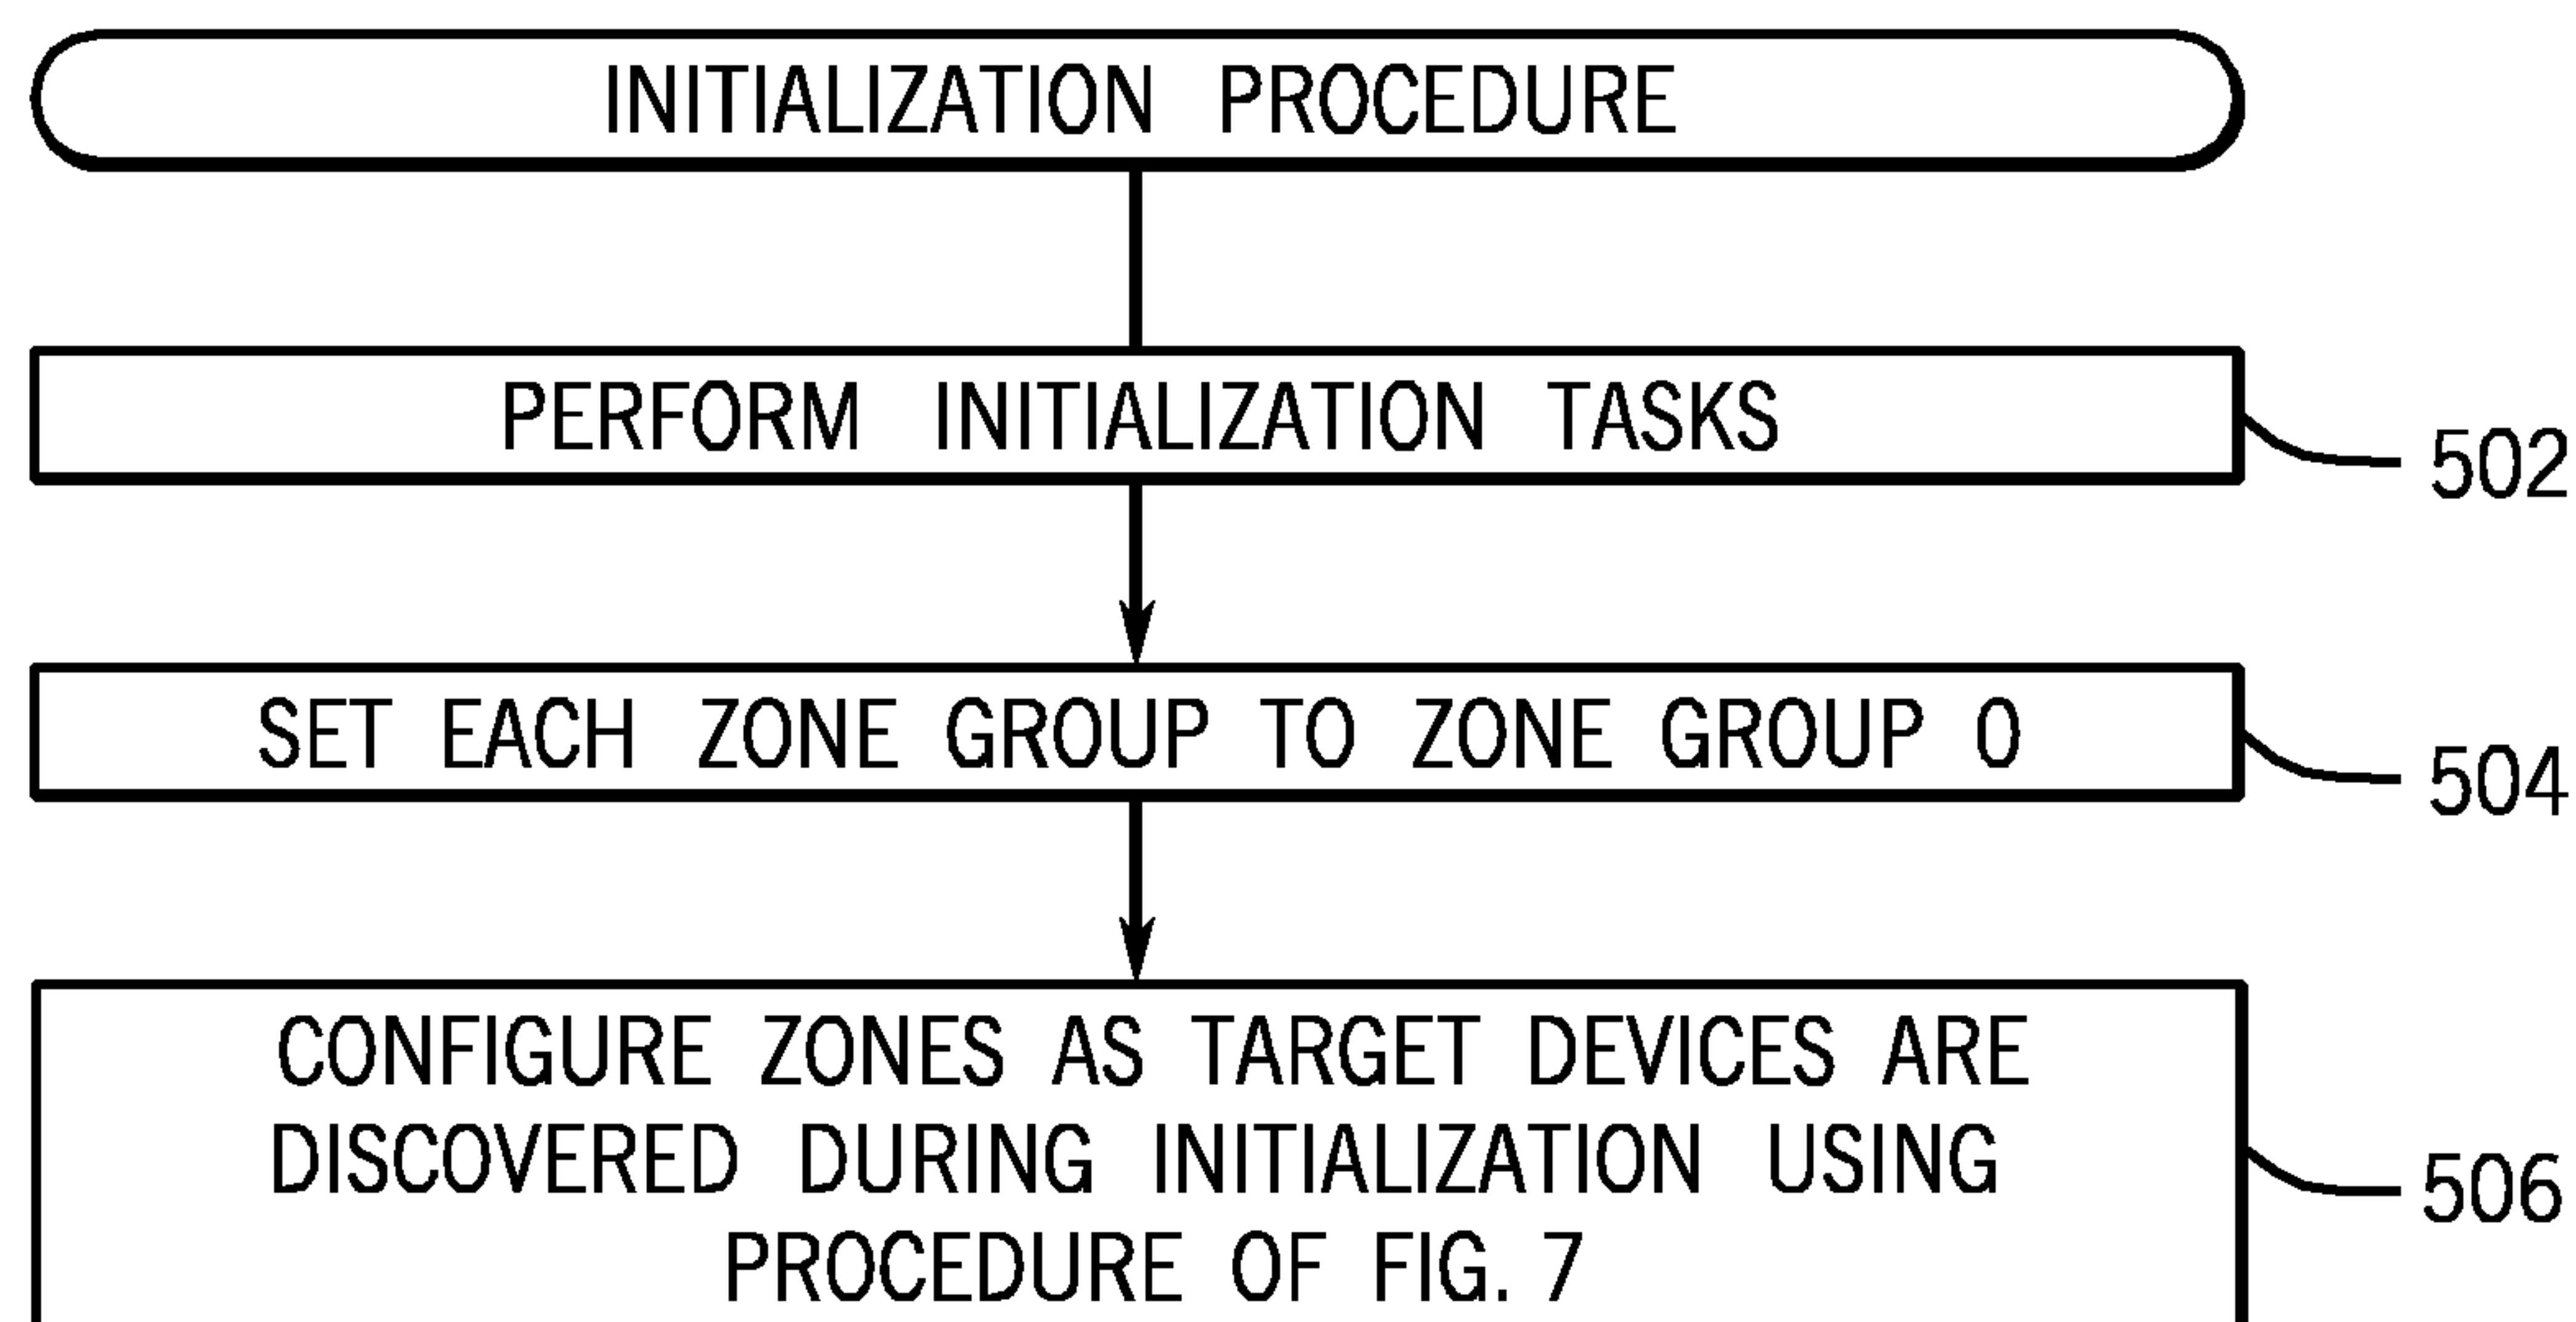 INITIALIZATION PROCEDURE
PERFORM INITIALIZATION TASKS
502
SET EACH ZONE GROUP TO ZONE GROUP 0
504
CONFIGURE ZONES AS TARGET DEVICES ARE
DISCOVERED DURING INITIALIZATION USING
PROCEDURE OF FIG. 7
506